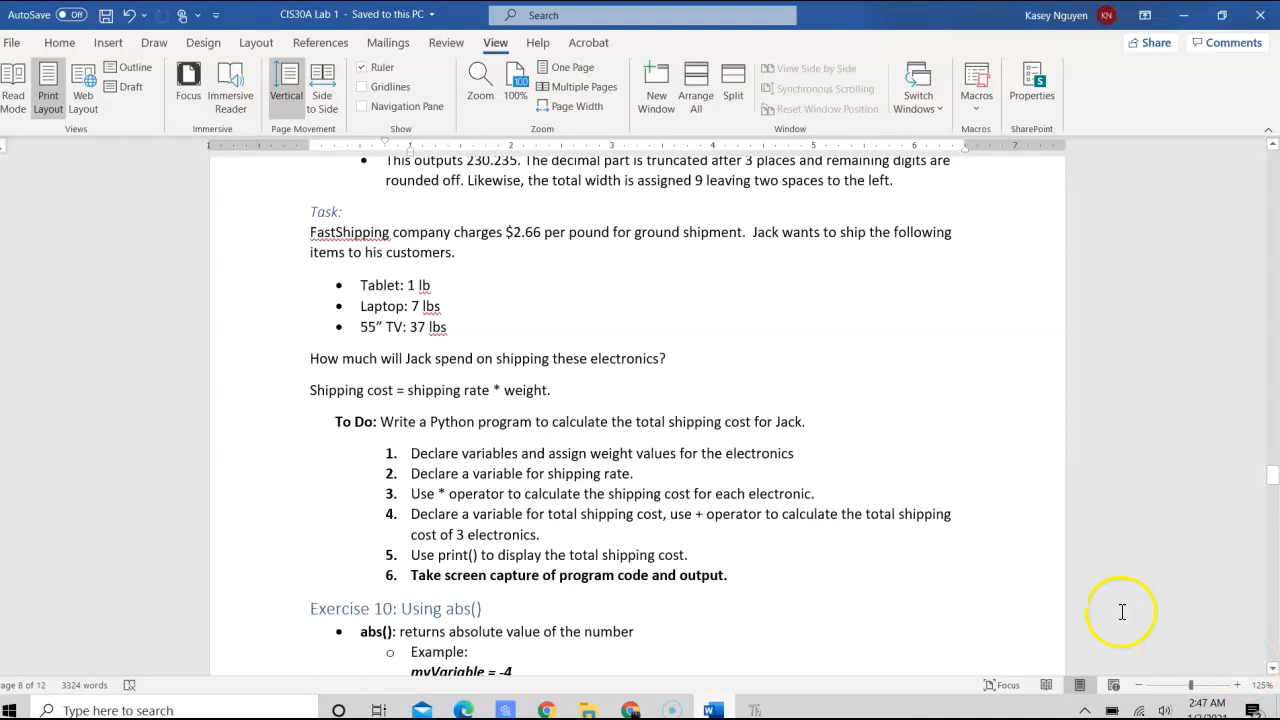 AutoSave Off CIS30A Lab 1 - Saved to this PC Search Kasey Nguyen KN
File Home Insert Draw Design Layout References Mailings Review View Help Acrobat Share Comments
Read Mode Print Layout Web Layout Outline Draft Focus Immersive Reader Vertical Side to Side Ruler Gridlines Navigation Pane Zoom 100 100% One Page Multiple Pages Page Width New Window Arrange All Split View Side by Side Synchronous Scrolling Reset Window Position Switch Windows Macros Properties
Views Immersive Page Movement Show Zoom Window Macros SharePoint
1 1 2 3 4 5 6 7
This outputs 230.235. The decimal part is truncated after 3 places and remaining digits are
rounded off. Likewise, the total width is assigned 9 leaving two spaces to the left.
Task:
FastShipping company charges $2.66 per pound for ground shipment. Jack wants to ship the following
items to his customers.
• Tablet: 1 lb
• Laptop: 7 lbs
• 55” TV: 37 lbs
How much will Jack spend on shipping these electronics?
Shipping cost = shipping rate * weight.
To Do: Write a Python program to calculate the total shipping cost for Jack.
1. Declare variables and assign weight values for the electronics
2. Declare a variable for shipping rate.
3. Use * operator to calculate the shipping cost for each electronic.
4. Declare a variable for total shipping cost, use + operator to calculate the total shipping
cost of 3 electronics.
5. Use print() to display the total shipping cost.
6. Take screen capture of program code and output.
Exercise 10: Using abs()
• abs(): returns absolute value of the number
o Example:
myVariable = -4
Page 8 of 12 3324 words Focus 125%
Type here to search 2:47 AM